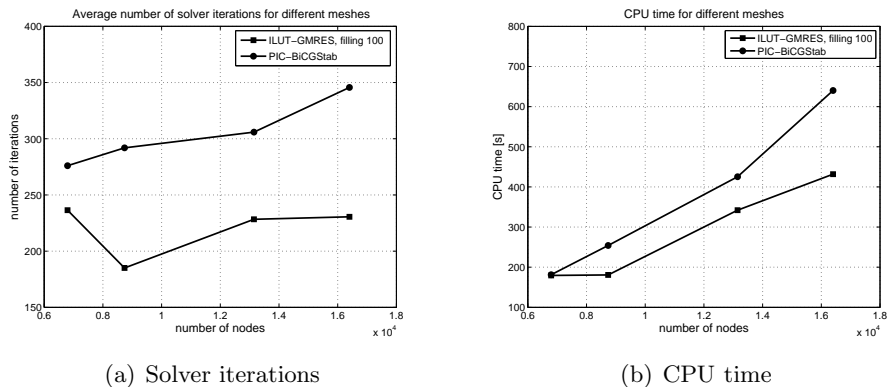 Average number of solver iterations for different meshes
400
350
300
250
200
150
number of iterations
ILUT−GMRES, filling 100
PIC−BiCGStab
0.6 0.8 1 1.2 1.4 1.6 1.8
number of nodes
x 10^4
(a) Solver iterations
CPU time for different meshes
800
700
600
500
400
300
200
100
CPU time [s]
ILUT−GMRES, filling 100
PIC−BiCGStab
0.6 0.8 1 1.2 1.4 1.6 1.8
number of nodes
x 10^4
(b) CPU time